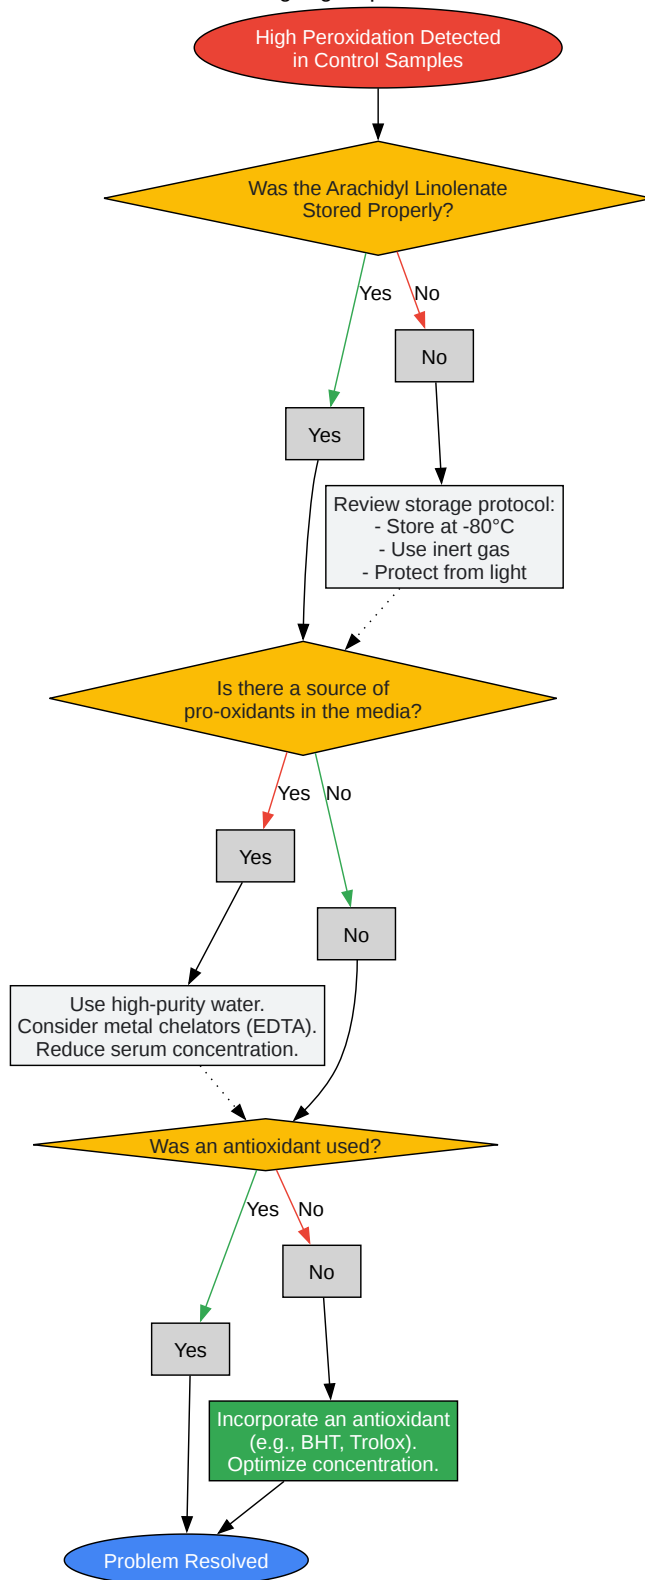 High Peroxidation Detected
in Control Samples
Was the Arachidyl Linolenate
Stored Properly?
Yes
No
No
Yes
Review storage protocol:
- Store at -80°C
- Use inert gas
- Protect from light
Is there a source of
pro-oxidants in the media?
Yes
No
Yes
No
Use high-purity water.
Consider metal chelators (EDTA).
Reduce serum concentration.
Was an antioxidant used?
Yes
No
No
Yes
Incorporate an antioxidant
(e.g., BHT, Trolox).
Optimize concentration.
Problem Resolved